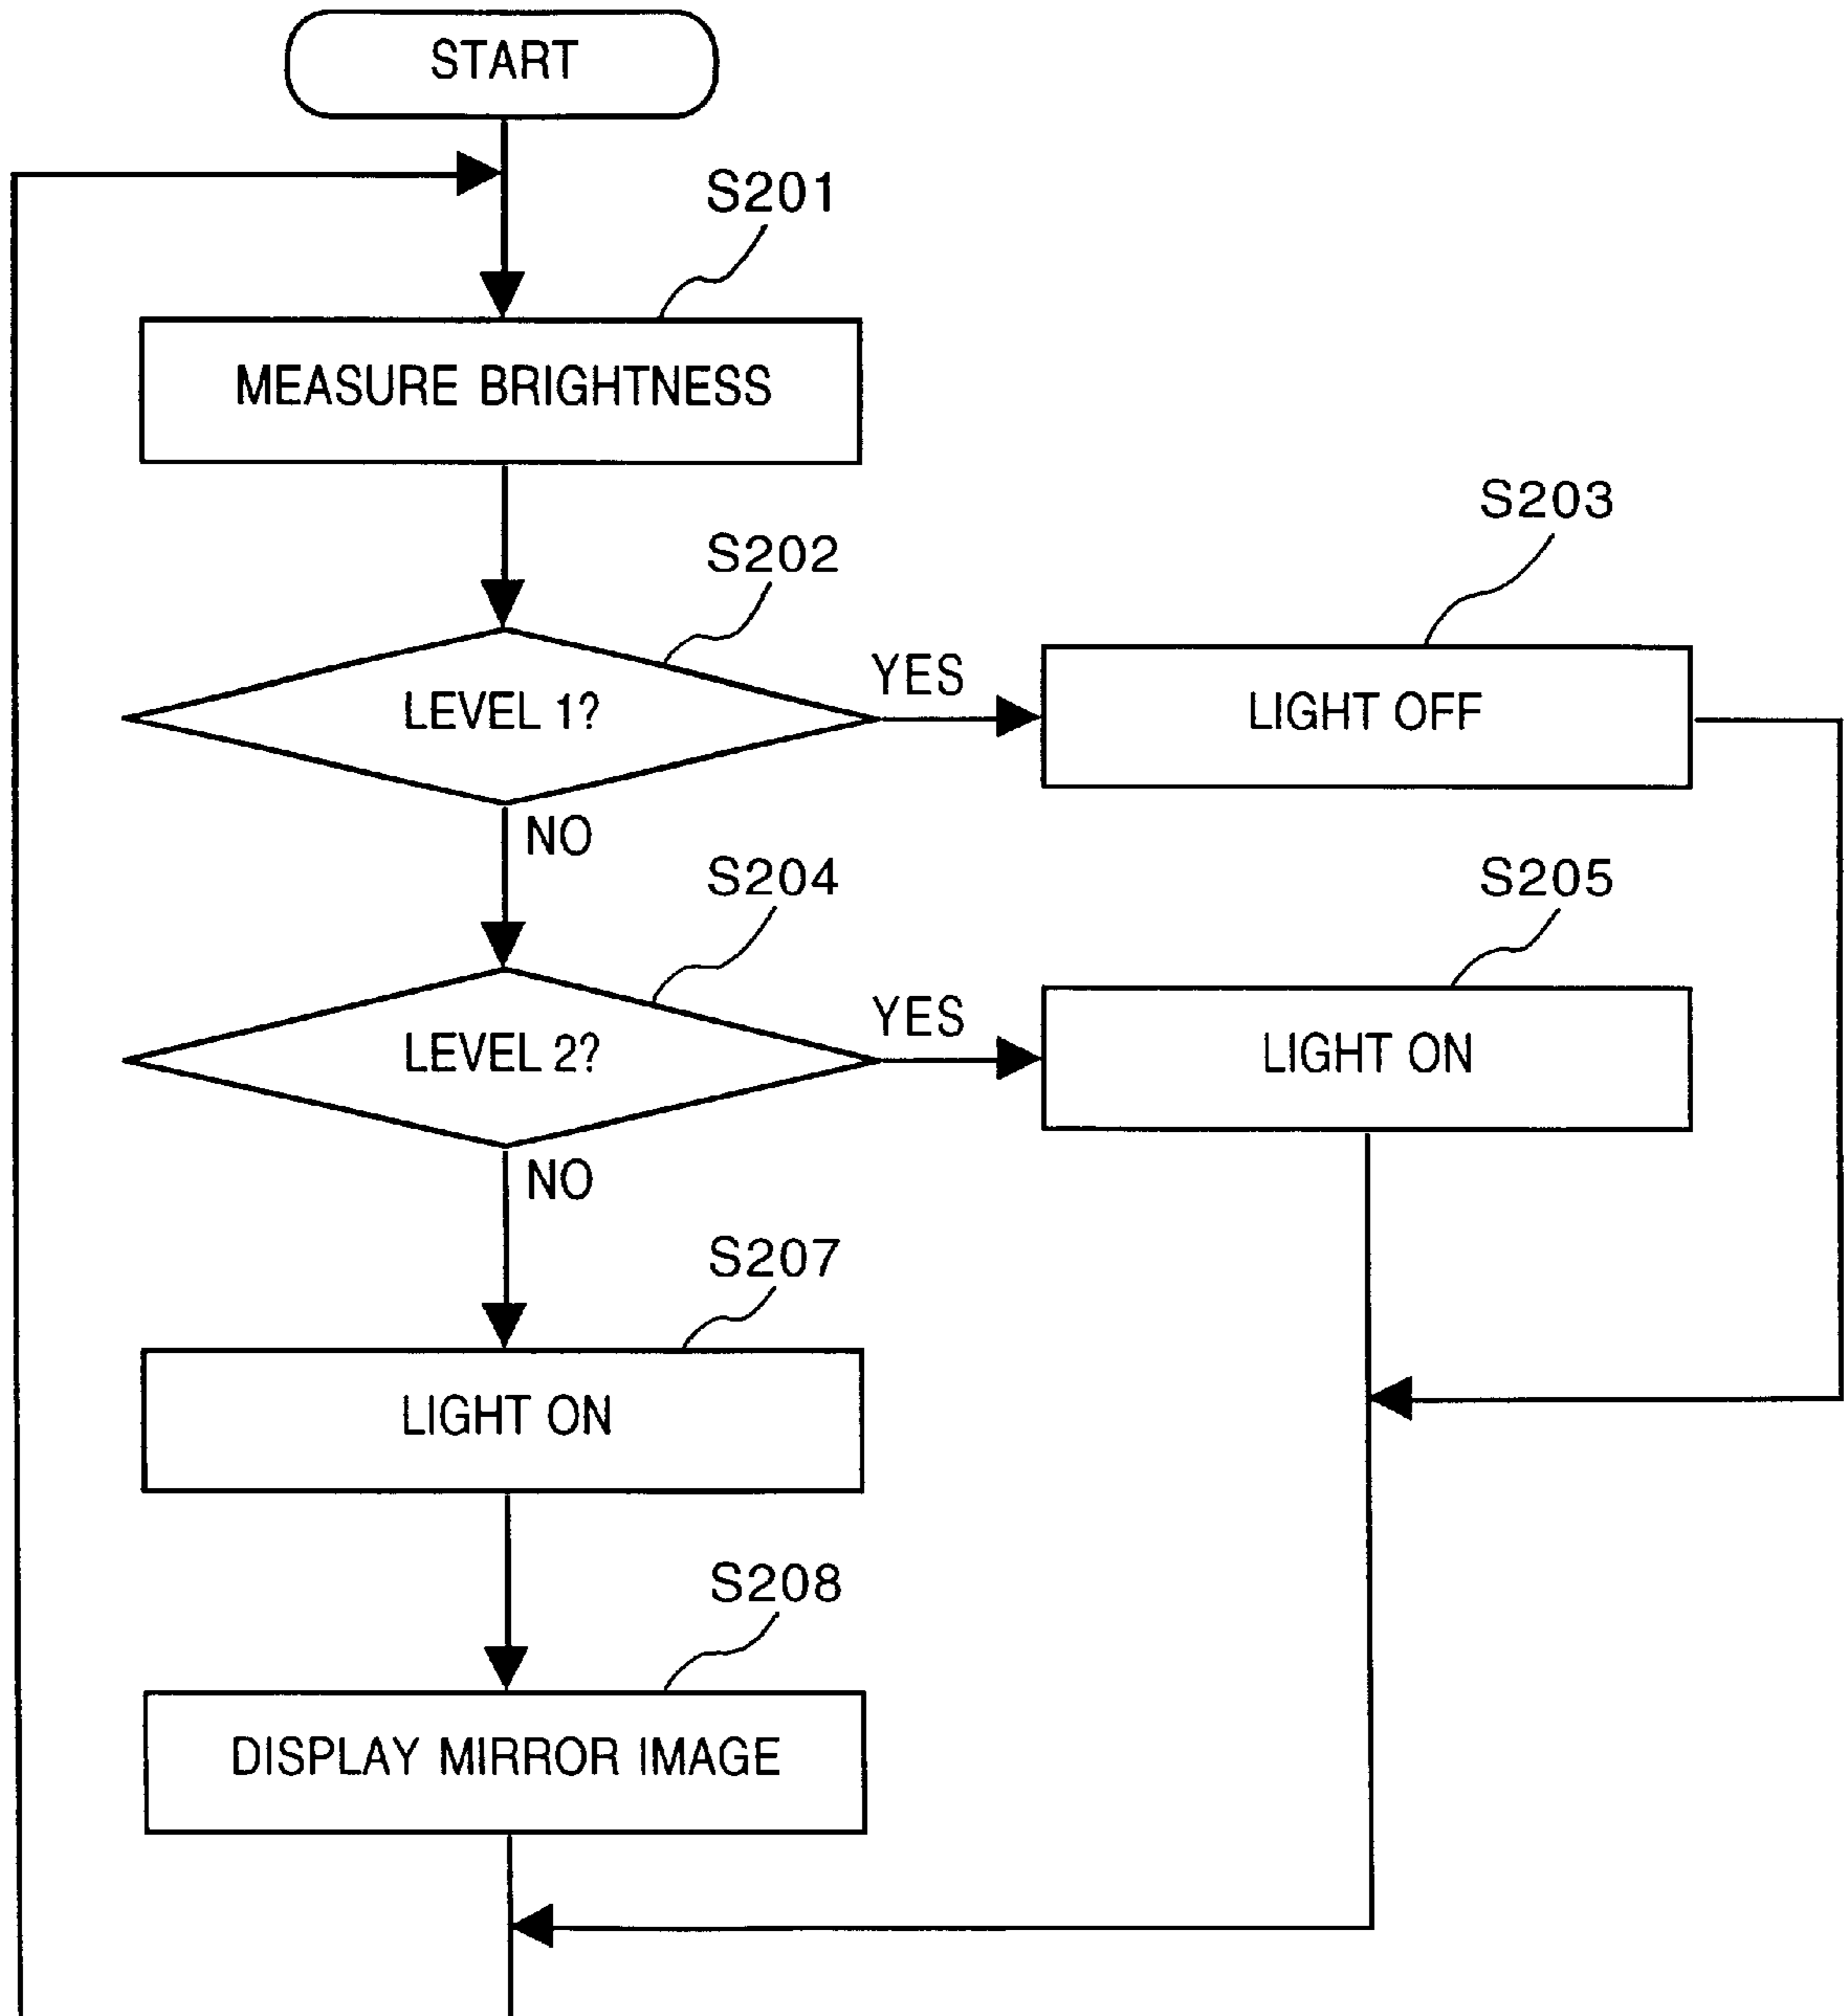 START
S201
MEASURE BRIGHTNESS
S203
S202
YES
LEVEL 1?
LIGHT OFF
NO
S204
S205
YES
LEVEL 2?
LIGHT ON
NO
S207
LIGHT ON
S208
DISPLAY MIRROR IMAGE